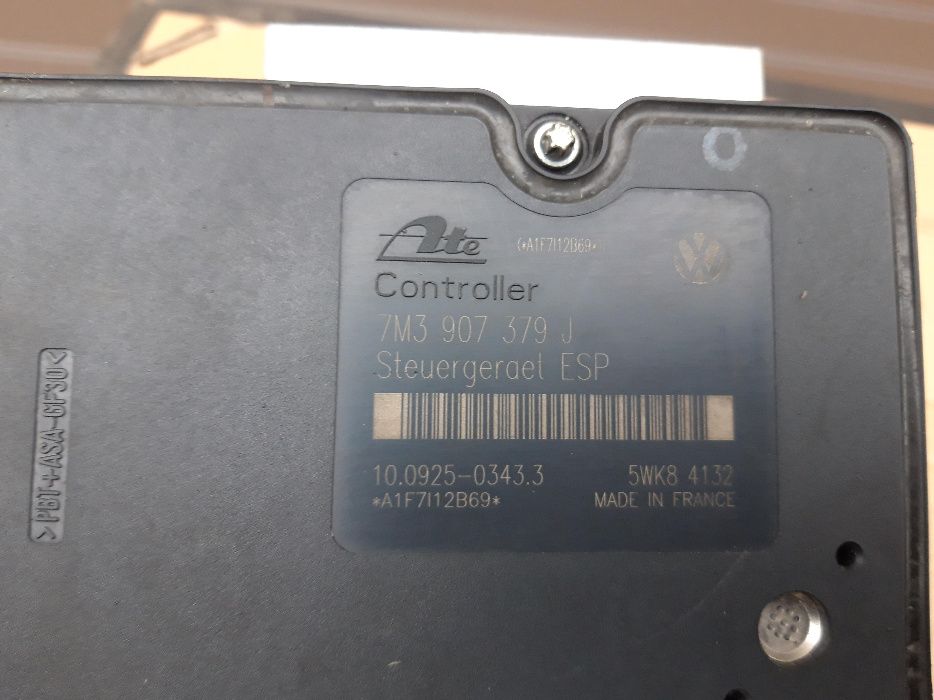 Ate
(*A1F7I12B69*)
VW
Controller
7M3 907 379 J
Steuergeraet ESP
10.0925-0343.3
5WK8 4132
*A1F7I12B69*
MADE IN FRANCE
>PBT+ASA-GF30<